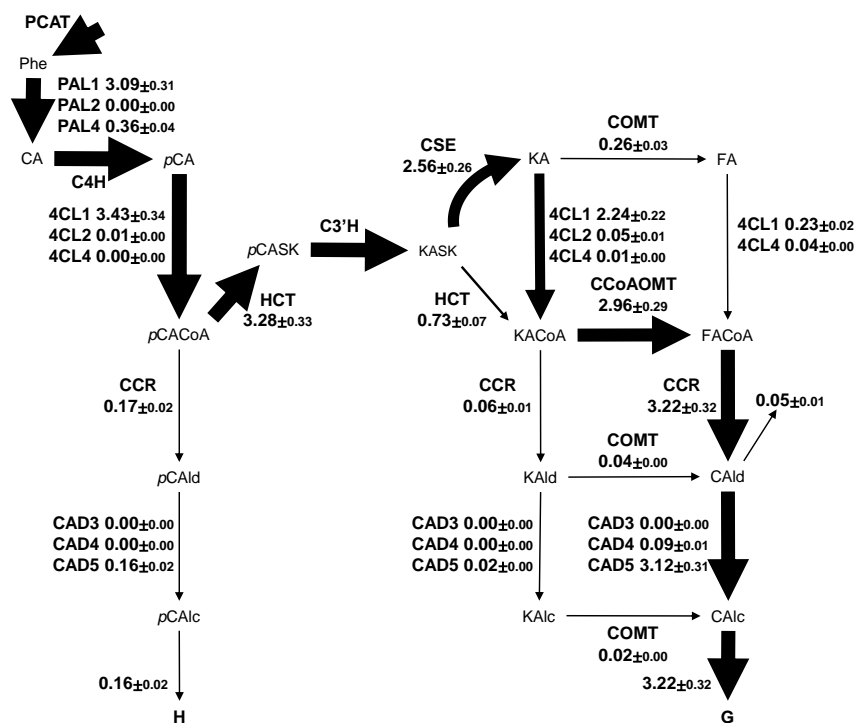 PCAT
Phe
PAL1 3.09±0.31
PAL2 0.00±0.00
PAL4 0.36±0.04
CA
C4H
pCA
4CL1 3.43±0.34
4CL2 0.01±0.00
4CL4 0.00±0.00
pCASK
C3’H
KASK
CSE
2.56±0.26
KA
COMT
0.26±0.03
FA
4CL1 2.24±0.22
4CL2 0.05±0.01
4CL4 0.01±0.00
4CL1 0.23±0.02
4CL4 0.04±0.00
HCT
3.28±0.33
HCT
0.73±0.07
CCoAOMT
2.96±0.29
pCACoA
KACoA
FACoA
CCR
0.17±0.02
CCR
0.06±0.01
CCR
3.22±0.32
0.05±0.01
COMT
0.04±0.00
pCAld
KAld
CAld
CAD3 0.00±0.00
CAD4 0.00±0.00
CAD5 0.16±0.02
CAD3 0.00±0.00
CAD4 0.00±0.00
CAD5 0.02±0.00
CAD3 0.00±0.00
CAD4 0.09±0.01
CAD5 3.12±0.31
pCAlc
KAlc
CAlc
COMT
0.02±0.00
0.16±0.02
3.22±0.32
H
G